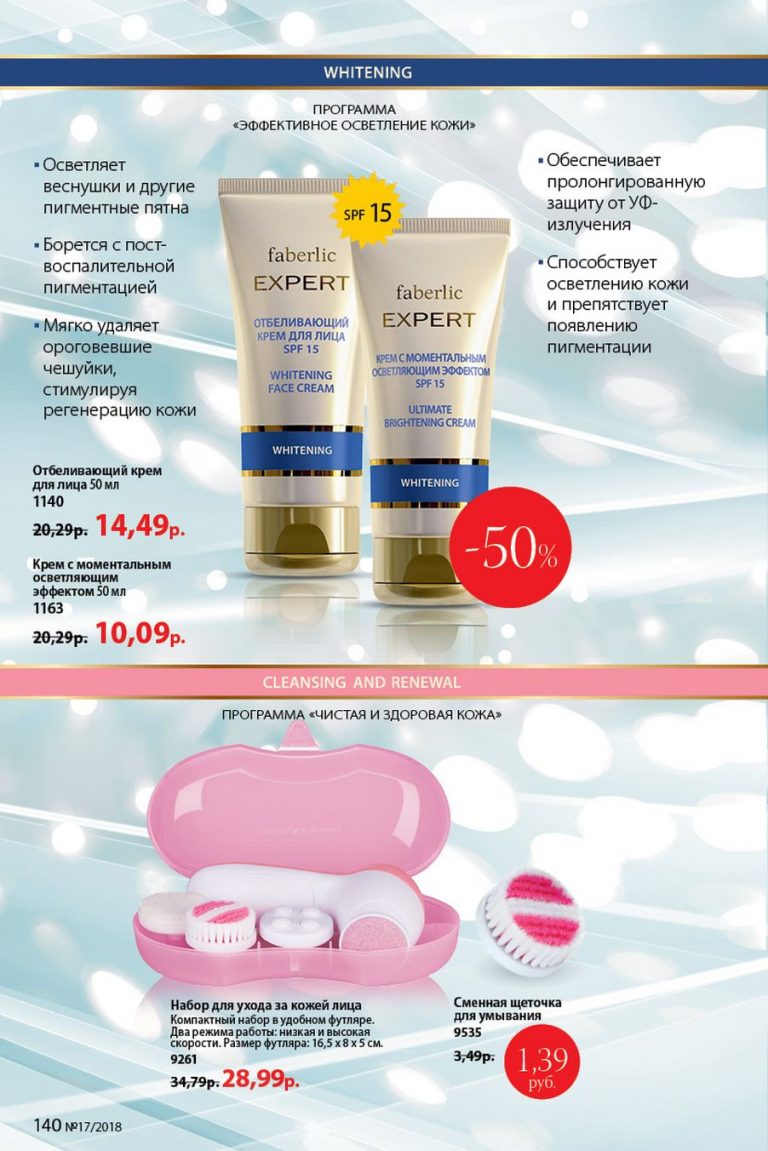 WHITENING
ПРОГРАММА
«ЭФФЕКТИВНОЕ ОСВЕТЛЕНИЕ КОЖИ»
▪ Осветляет
веснушки и другие
пигментные пятна
▪ Борется с пост-
воспалительной
пигментацией
▪ Мягко удаляет
ороговевшие
чешуйки,
стимулируя
регенерацию кожи
▪ Обеспечивает
пролонгированную
защиту от УФ-
излучения
▪ Способствует
осветлению кожи
и препятствует
появлению
пигментации
SPF 15
faberlic
EXPERT
ОТБЕЛИВАЮЩИЙ
КРЕМ ДЛЯ ЛИЦА
SPF 15
WHITENING
FACE CREAM
WHITENING
faberlic
EXPERT
КРЕМ С МОМЕНТАЛЬНЫМ
ОСВЕТЛЯЮЩИМ ЭФФЕКТОМ
SPF 15
ULTIMATE
BRIGHTENING CREAM
WHITENING
-50%
Отбеливающий крем
для лица 50 мл
1140
20,29р. 14,49р.
Крем с моментальным
осветляющим
эффектом 50 мл
1163
20,29р. 10,09р.
CLEANSING AND RENEWAL
ПРОГРАММА «ЧИСТАЯ И ЗДОРОВАЯ КОЖА»
Набор для ухода за кожей лица
Компактный набор в удобном футляре.
Два режима работы: низкая и высокая
скорости. Размер футляра: 16,5 х 8 х 5 см.
9261
34,79р. 28,99р.
Сменная щеточка
для умывания
9535
3,49р.
1,39
руб.
140 №17/2018